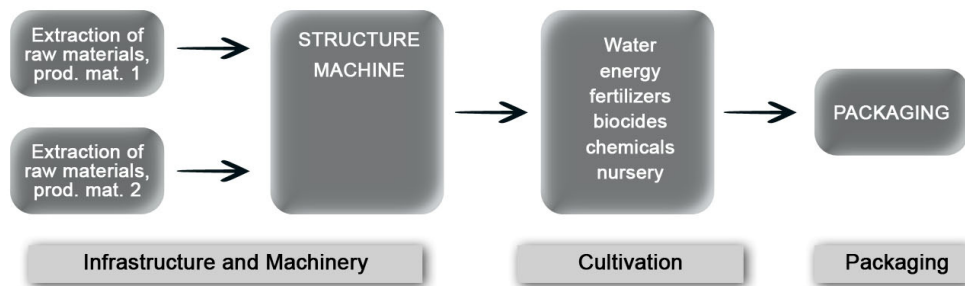 Extraction of
raw materials,
prod. mat. 1
Extraction of
raw materials,
prod. mat. 2
STRUCTURE
MACHINE
Water
energy
fertilizers
biocides
chemicals
nursery
PACKAGING
Infrastructure and Machinery
Cultivation
Packaging